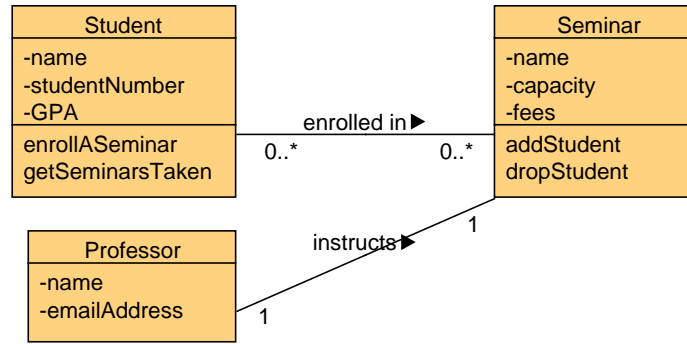 Student
-name
-studentNumber
-GPA
enrollASeminar
getSeminarsTaken
enrolled in
0..*
0..*
Seminar
-name
-capacity
-fees
addStudent
dropStudent
instructs
1
1
Professor
-name
-emailAddress